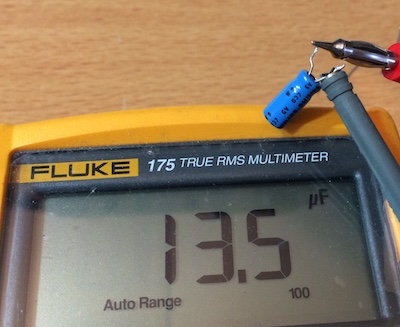 FLUKE 175 TRUE RMS MULTIMETER
µF
13.5
Auto Range 100